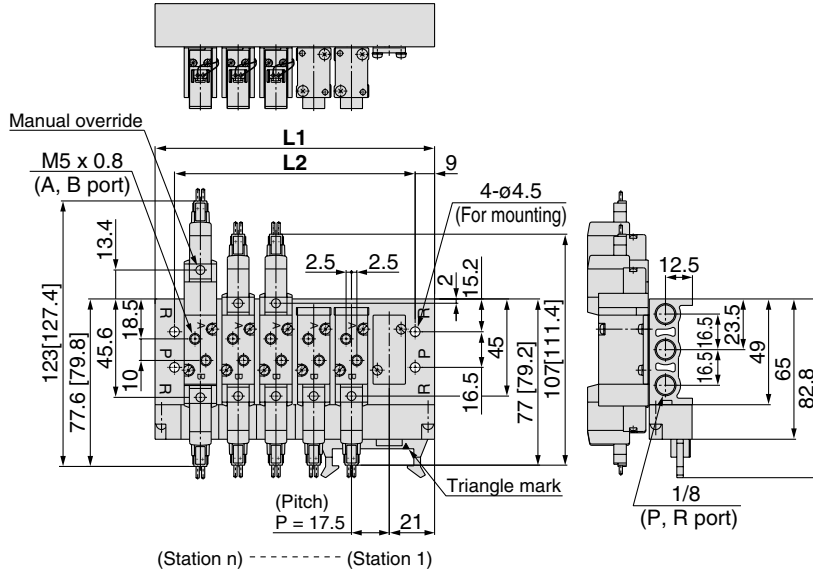 Manual override
L1
M5 x 0.8
(A, B port)
L2
9
4-ø4.5
(For mounting)
13.4
2.5
2.5
2
15.2
12.5
123[127.4]
77.6 [79.8]
18.5
45.6
10
R
P
R
A
B
A
B
A
B
A
B
A
B
R
P
R
16.5
45
77 [79.2]
107[111.4]
16.5
16.5
23.5
49
65
82.8
Triangle mark
(Pitch)
P = 17.5
21
1/8
(P, R port)
(Station n) - - - - - - - - - - (Station 1)